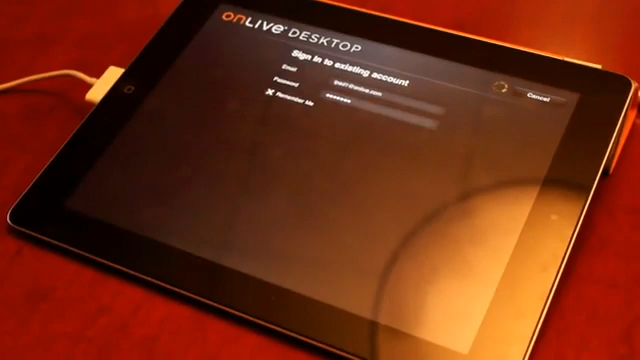 onLIVE DESKTOP
Sign in to existing account
Email
Password
Remember Me
Cancel